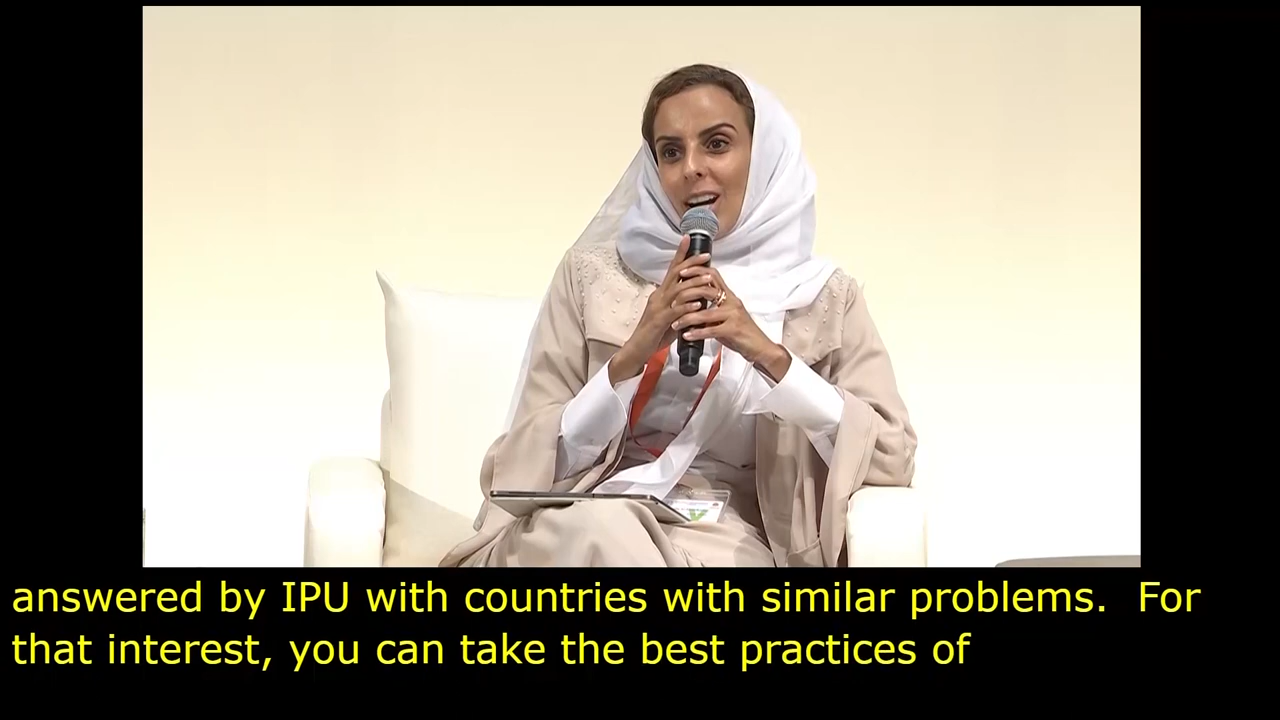 answered by IPU with countries with similar problems.  For
that interest, you can take the best practices of